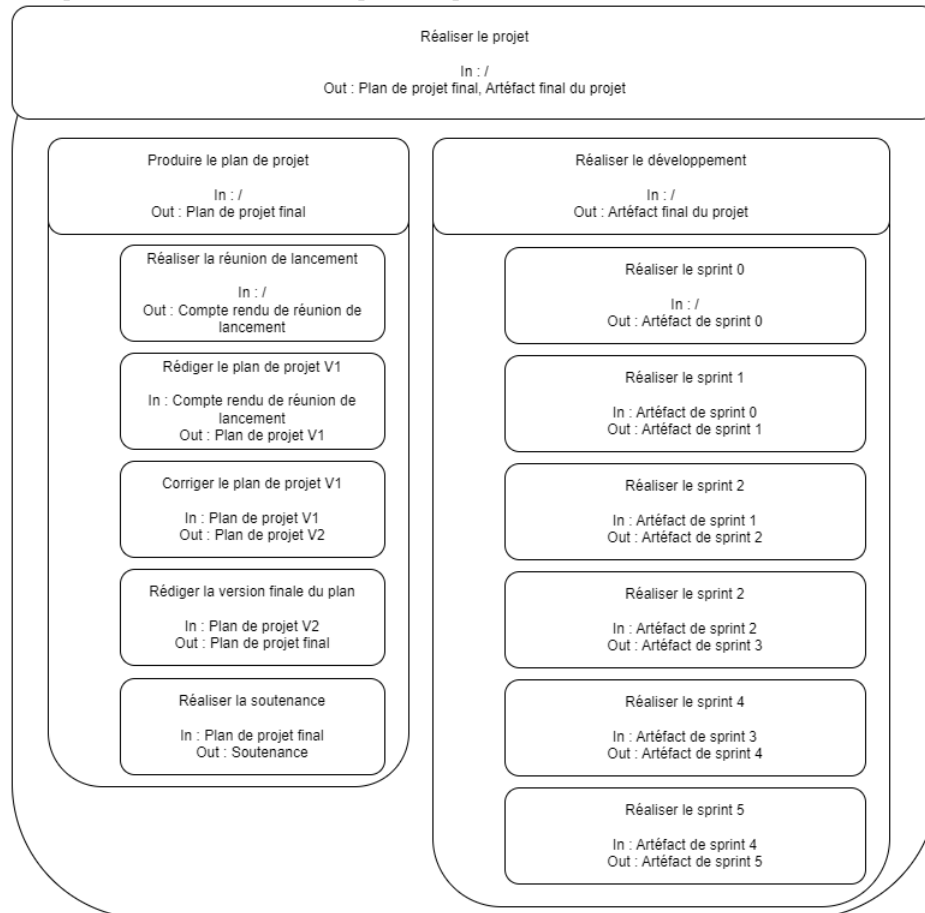 Réaliser le projet
In : /
Out : Plan de projet final, Artéfact final du projet
Produire le plan de projet
In : /
Out : Plan de projet final
Réaliser la réunion de lancement
In : /
Out : Compte rendu de réunion de
lancement
Rédiger le plan de projet V1
In : Compte rendu de réunion de
lancement
Out : Plan de projet V1
Corriger le plan de projet V1
In : Plan de projet V1
Out : Plan de projet V2
Rédiger la version finale du plan
In : Plan de projet V2
Out : Plan de projet final
Réaliser la soutenance
In : Plan de projet final
Out : Soutenance
Réaliser le développement
In : /
Out : Artéfact final du projet
Réaliser le sprint 0
In : /
Out : Artéfact de sprint 0
Réaliser le sprint 1
In : Artéfact de sprint 0
Out : Artéfact de sprint 1
Réaliser le sprint 2
In : Artéfact de sprint 1
Out : Artéfact de sprint 2
Réaliser le sprint 2
In : Artéfact de sprint 2
Out : Artéfact de sprint 3
Réaliser le sprint 4
In : Artéfact de sprint 3
Out : Artéfact de sprint 4
Réaliser le sprint 5
In : Artéfact de sprint 4
Out : Artéfact de sprint 5